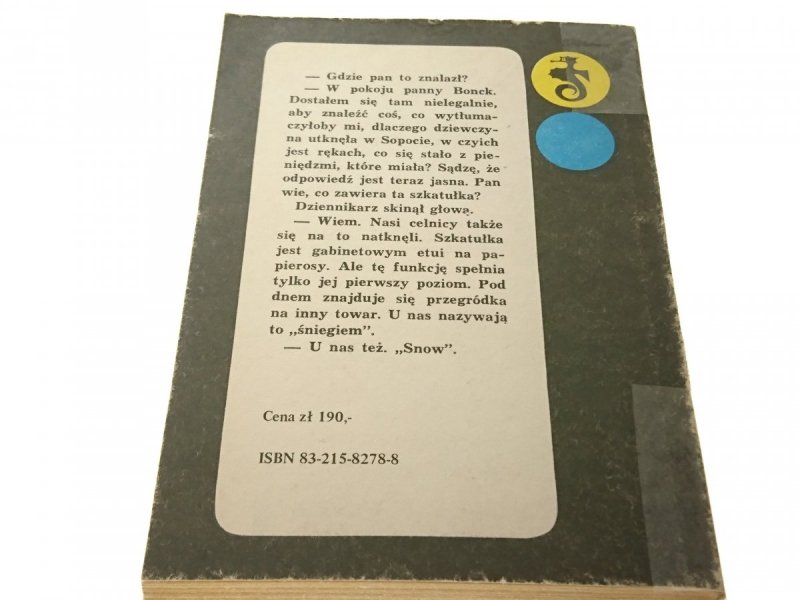 — Gdzie pan to znalazł?
— W pokoju panny Bonck.
Dostałem się tam nielegalnie,
aby znaleźć coś, co wytłuma-
czyłoby mi, dlaczego dziewczy-
na utknęła w Sopocie, w czyich
jest rękach, co się stało z pie-
niędzmi, które miała? Sądzę, że
odpowiedź jest teraz jasna. Pan
wie, co zawiera ta szkatułka?
Dziennikarz skinął głową.
— Wiem. Nasi celnicy także
się na to natknęli. Szkatułka
jest gabinetowym etui na pa-
pierosy. Ale tę funkcję spełnia
tylko jej pierwszy poziom. Pod
dnem znajduje się przegródka
na inny towar. U nas nazywają
to „śniegiem”.
— U nas też. „Snow”.
Cena zł 190,-
ISBN 83-215-8278-8